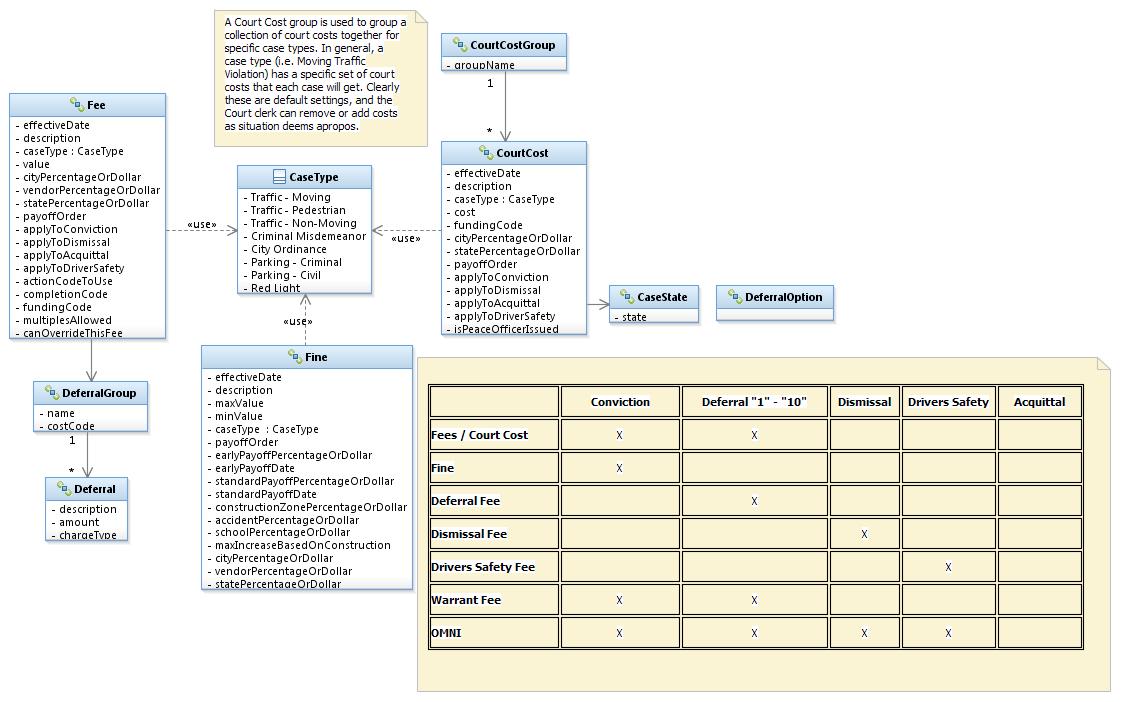 A Court Cost group is used to group a
collection of court costs together for
specific case types. In general, a
case type (i.e. Moving Traffic
Violation) has a specific set of court
costs that each case will get. Clearly
these are default settings, and the
Court clerk can remove or add costs
as situation deems apropos.
CourtCostGroup
- groupName
1
*
Fee
- effectiveDate
- description
- caseType : CaseType
- value
- cityPercentageOrDollar
- vendorPercentageOrDollar
- statePercentageOrDollar
- payoffOrder
- applyToConviction
- applyToDismissal
- applyToAcquittal
- applyToDriverSafety
- actionCodeToUse
- completionCode
- fundingCode
- multiplesAllowed
- canOverrideThisFee
«use»
CaseType
- Traffic - Moving
- Traffic - Pedestrian
- Traffic - Non-Moving
- Criminal Misdemeanor
- City Ordinance
- Parking - Criminal
- Parking - Civil
- Red Light
«use»
«use»
CourtCost
- effectiveDate
- description
- caseType : CaseType
- cost
- fundingCode
- cityPercentageOrDollar
- statePercentageOrDollar
- payoffOrder
- applyToConviction
- applyToDismissal
- applyToAcquittal
- applyToDriverSafety
- isPeaceOfficerIssued
CaseState
- state
DeferralOption
DeferralGroup
- name
- costCode
1
*
Deferral
- description
- amount
- chargeType
Fine
- effectiveDate
- description
- maxValue
- minValue
- caseType : CaseType
- payoffOrder
- earlyPayoffPercentageOrDollar
- earlyPayoffDate
- standardPayoffPercentageOrDollar
- standardPayoffDate
- constructionZonePercentageOrDollar
- accidentPercentageOrDollar
- schoolPercentageOrDollar
- maxIncreaseBasedOnConstruction
- cityPercentageOrDollar
- vendorPercentageOrDollar
- statePercentageOrDollar
Conviction Deferral "1" - "10" Dismissal Drivers Safety Acquittal
Fees / Court Cost X X
Fine X
Deferral Fee X
Dismissal Fee X
Drivers Safety Fee X
Warrant Fee X X
OMNI X X X X